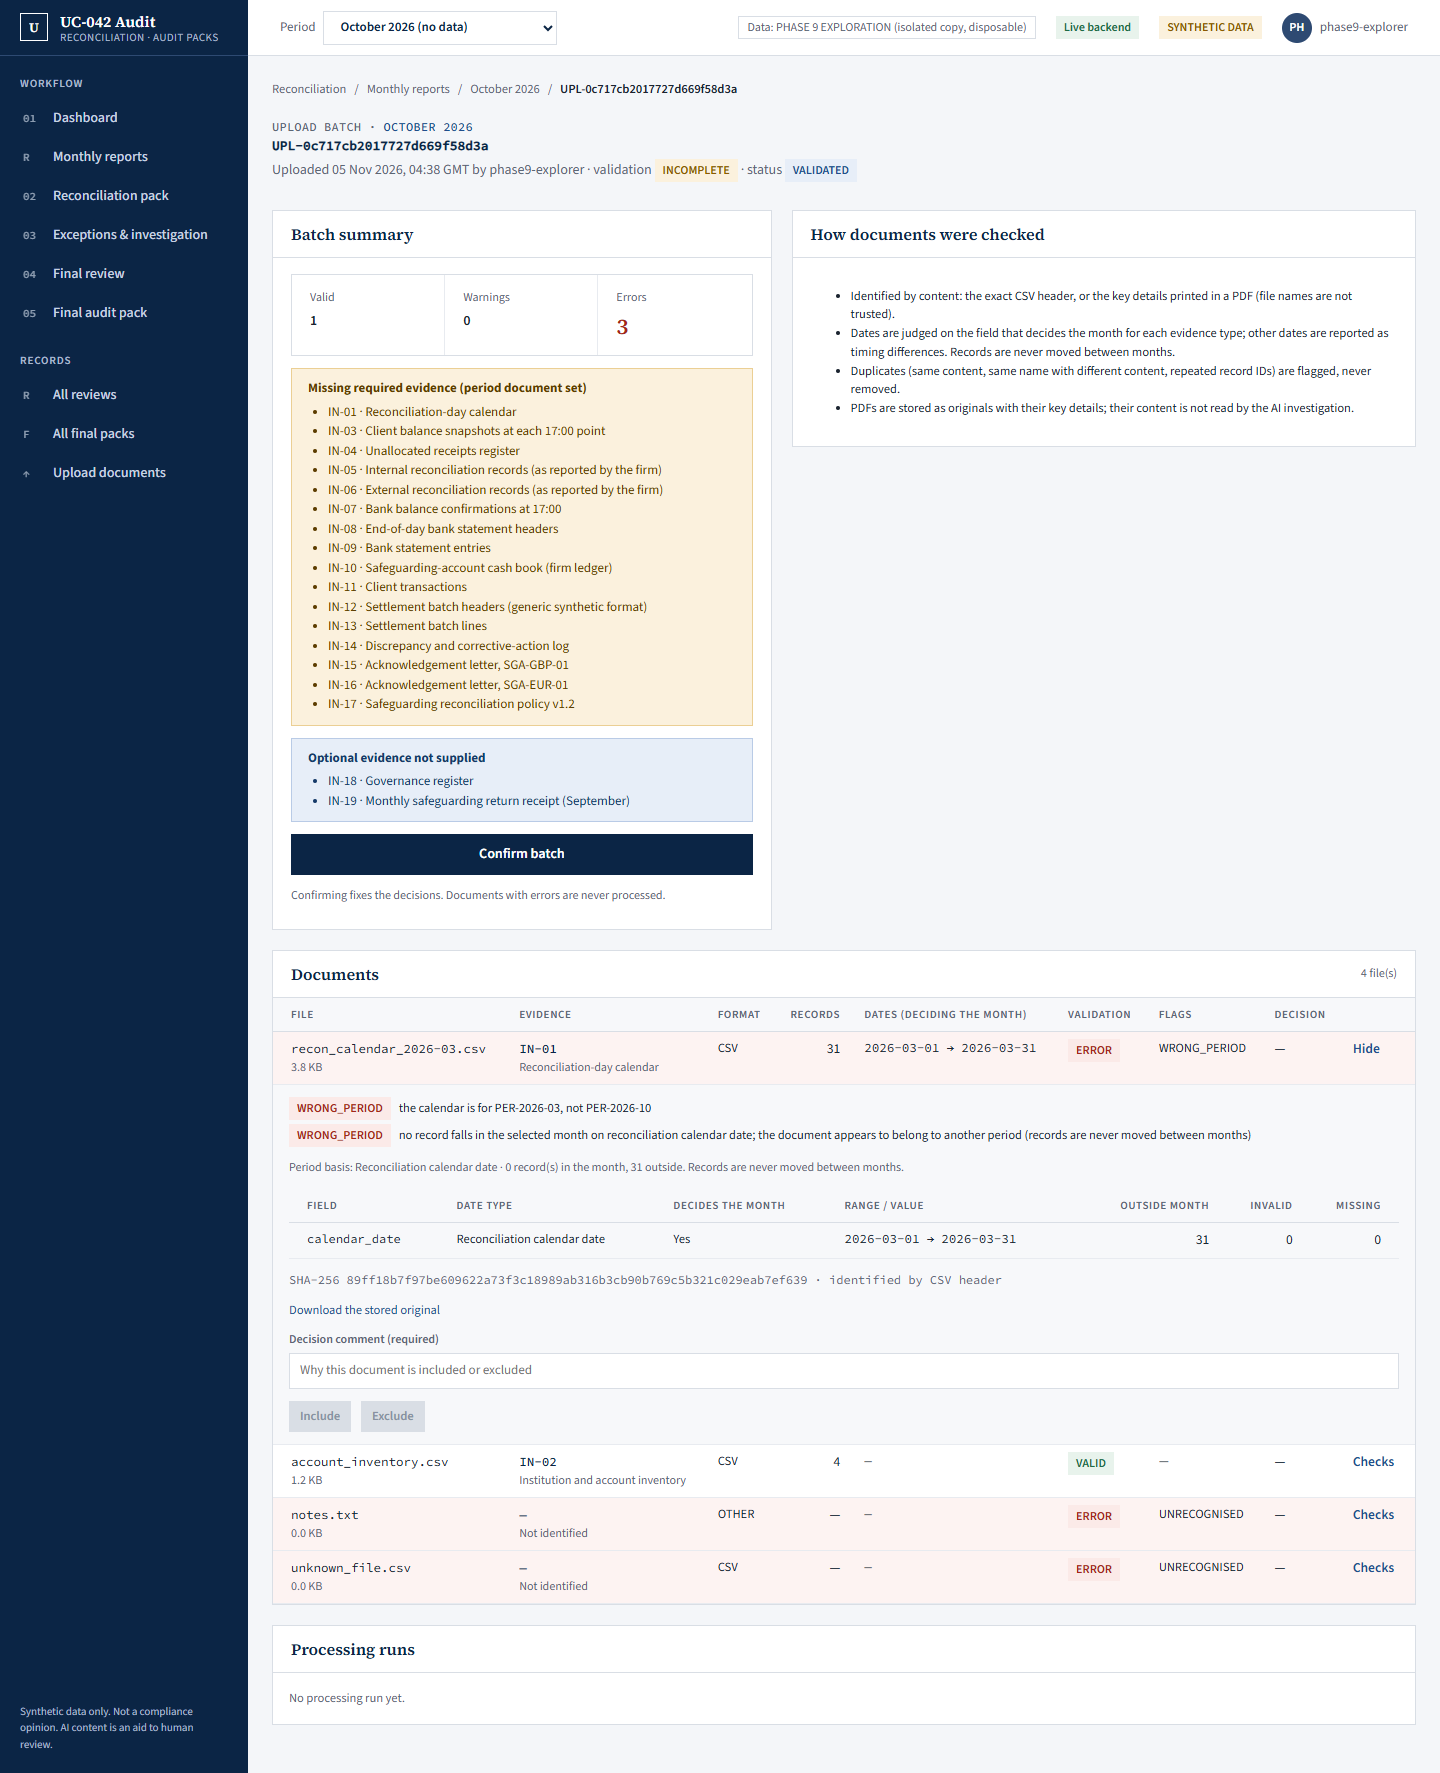 U
UC-042 Audit
RECONCILIATION · AUDIT PACKS
WORKFLOW
01 Dashboard
R Monthly reports
02 Reconciliation pack
03 Exceptions & investigation
04 Final review
05 Final audit pack
RECORDS
R All reviews
F All final packs
↑ Upload documents
Synthetic data only. Not a compliance
opinion. AI content is an aid to human
review.
Period October 2026 (no data)
Data: PHASE 9 EXPLORATION (isolated copy, disposable)
Live backend
SYNTHETIC DATA
PH phase9-explorer
Reconciliation / Monthly reports / October 2026 / UPL-0c717cb2017727d669f58d3a
UPLOAD BATCH · OCTOBER 2026
UPL-0c717cb2017727d669f58d3a
Uploaded 05 Nov 2026, 04:38 GMT by phase9-explorer · validation INCOMPLETE · status VALIDATED
Batch summary
Valid
1
Warnings
0
Errors
3
Missing required evidence (period document set)
• IN-01 · Reconciliation-day calendar
• IN-03 · Client balance snapshots at each 17:00 point
• IN-04 · Unallocated receipts register
• IN-05 · Internal reconciliation records (as reported by the firm)
• IN-06 · External reconciliation records (as reported by the firm)
• IN-07 · Bank balance confirmations at 17:00
• IN-08 · End-of-day bank statement headers
• IN-09 · Bank statement entries
• IN-10 · Safeguarding-account cash book (firm ledger)
• IN-11 · Client transactions
• IN-12 · Settlement batch headers (generic synthetic format)
• IN-13 · Settlement batch lines
• IN-14 · Discrepancy and corrective-action log
• IN-15 · Acknowledgement letter, SGA-GBP-01
• IN-16 · Acknowledgement letter, SGA-EUR-01
• IN-17 · Safeguarding reconciliation policy v1.2
Optional evidence not supplied
• IN-18 · Governance register
• IN-19 · Monthly safeguarding return receipt (September)
Confirm batch
Confirming fixes the decisions. Documents with errors are never processed.
How documents were checked
• Identified by content: the exact CSV header, or the key details printed in a PDF (file names are not
trusted).
• Dates are judged on the field that decides the month for each evidence type; other dates are reported as
timing differences. Records are never moved between months.
• Duplicates (same content, same name with different content, repeated record IDs) are flagged, never
removed.
• PDFs are stored as originals with their key details; their content is not read by the AI investigation.
Documents
4 file(s)
FILE EVIDENCE FORMAT RECORDS DATES (DECIDING THE MONTH) VALIDATION FLAGS DECISION
recon_calendar_2026-03.csv IN-01 CSV 31 2026-03-01 → 2026-03-31 ERROR WRONG_PERIOD — Hide
3.8 KB Reconciliation-day calendar
WRONG_PERIOD the calendar is for PER-2026-03, not PER-2026-10
WRONG_PERIOD no record falls in the selected month on reconciliation calendar date; the document appears to belong to another period (records are never moved between months)
Period basis: Reconciliation calendar date · 0 record(s) in the month, 31 outside. Records are never moved between months.
FIELD DATE TYPE DECIDES THE MONTH RANGE / VALUE OUTSIDE MONTH INVALID MISSING
calendar_date Reconciliation calendar date Yes 2026-03-01 → 2026-03-31 31 0 0
SHA-256 89ff18b7f97be609622a73f3c18989ab316b3cb90b769c5b321c029eab7ef639 · identified by CSV header
Download the stored original
Decision comment (required)
Why this document is included or excluded
Include Exclude
account_inventory.csv IN-02 CSV 4 — VALID — — Checks
1.2 KB Institution and account inventory
notes.txt — OTHER — — ERROR UNRECOGNISED — Checks
0.0 KB Not identified
unknown_file.csv — CSV — — ERROR UNRECOGNISED — Checks
0.0 KB Not identified
Processing runs
No processing run yet.